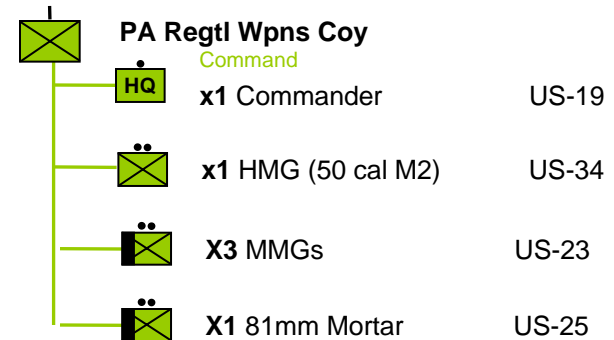 PA Regtl Wpns Coy
Command
HQ x1 Commander US-19
x1 HMG (50 cal M2) US-34
X3 MMGs US-23
X1 81mm Mortar US-25